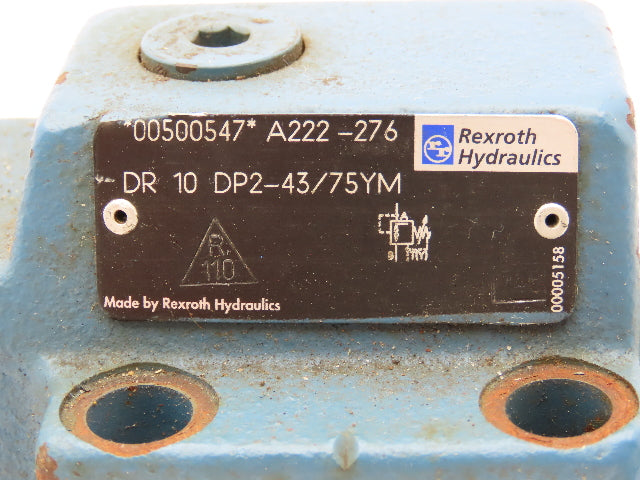 *00500547* A222-276
Rexroth
Hydraulics
DR 10 DP2-43/75YM
R
110
Made by Rexroth Hydraulics
00005158